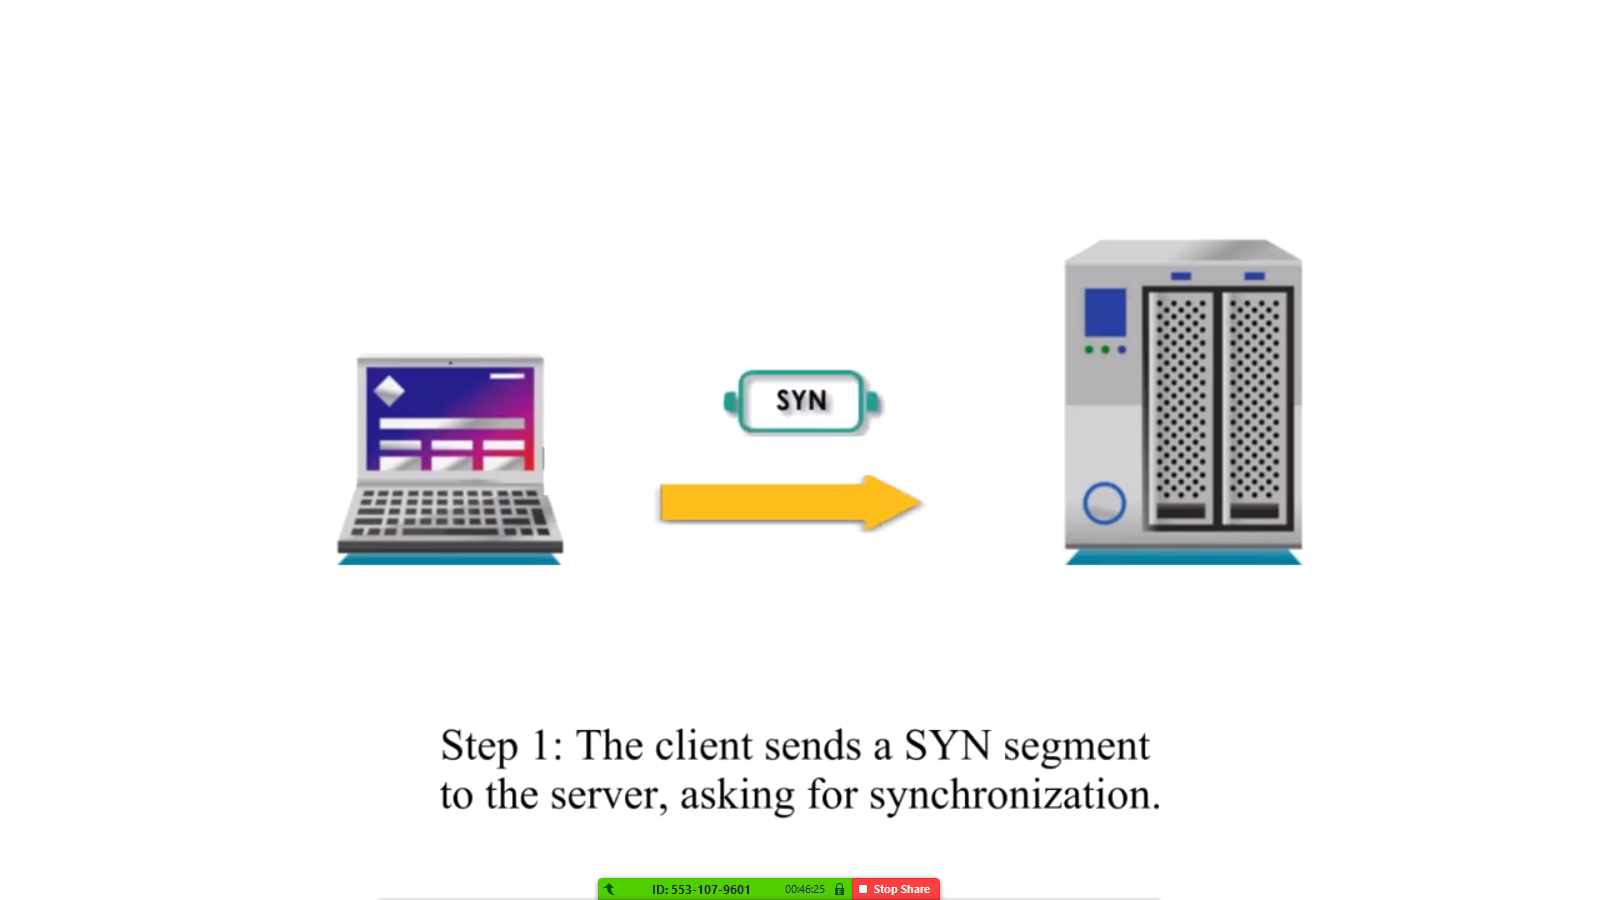 SYN
Step 1: The client sends a SYN segment
to the server, asking for synchronization.
ID: 553-107-9601 00:46:25 Stop Share